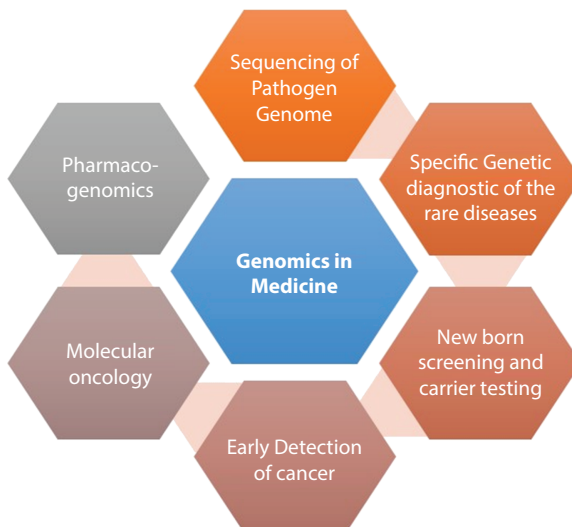 Sequencing of
Pathogen
Genome
Specific Genetic
diagnostic of the
rare diseases
New born
screening and
carrier testing
Early Detection
of cancer
Molecular
oncology
Pharmaco-
genomics
Genomics in
Medicine